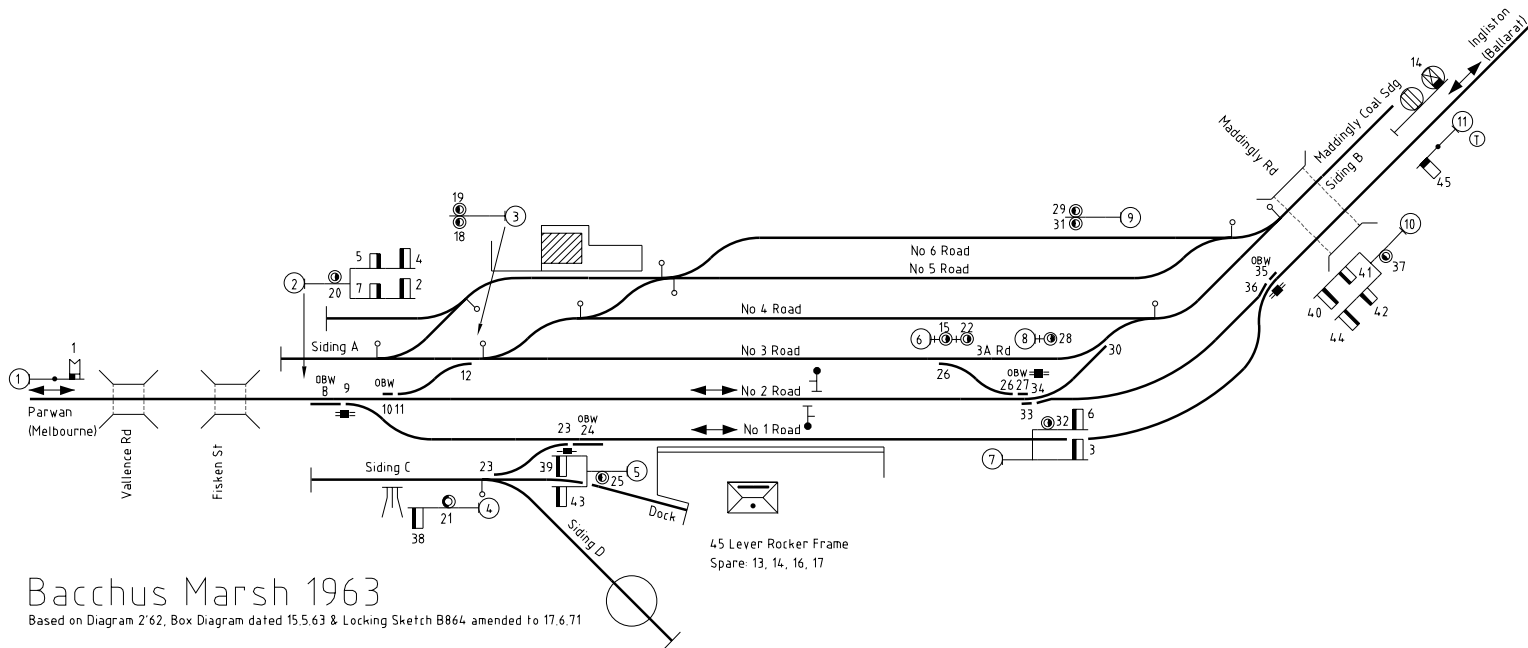 Ingliston
(Ballarat)
14
Maddingly Coal Sdg
11
T
Maddingly Rd
Siding B
45
19
3
18
29
31
9
10
5
4
2
20
7
2
No 6 Road
No 5 Road
OBW
35
36
41
37
40
42
44
No 4 Road
15
22
6
8
28
Siding A
No 3 Road
3A Rd
30
1
1
12
26
OBW
B
9
OBW
10 11
OBW
26 27
34
No 2 Road
33
Parwan
(Melbourne)
Vallence Rd
Fisken St
23
OBW
24
No 1 Road
32
6
7
3
Siding C
23
39
5
25
43
21
4
38
Dock
Siding D
45 Lever Rocker Frame
Spare: 13, 14, 16, 17
Bacchus Marsh 1963
Based on Diagram 2'62, Box Diagram dated 15.5.63 & Locking Sketch B864 amended to 17.6.71